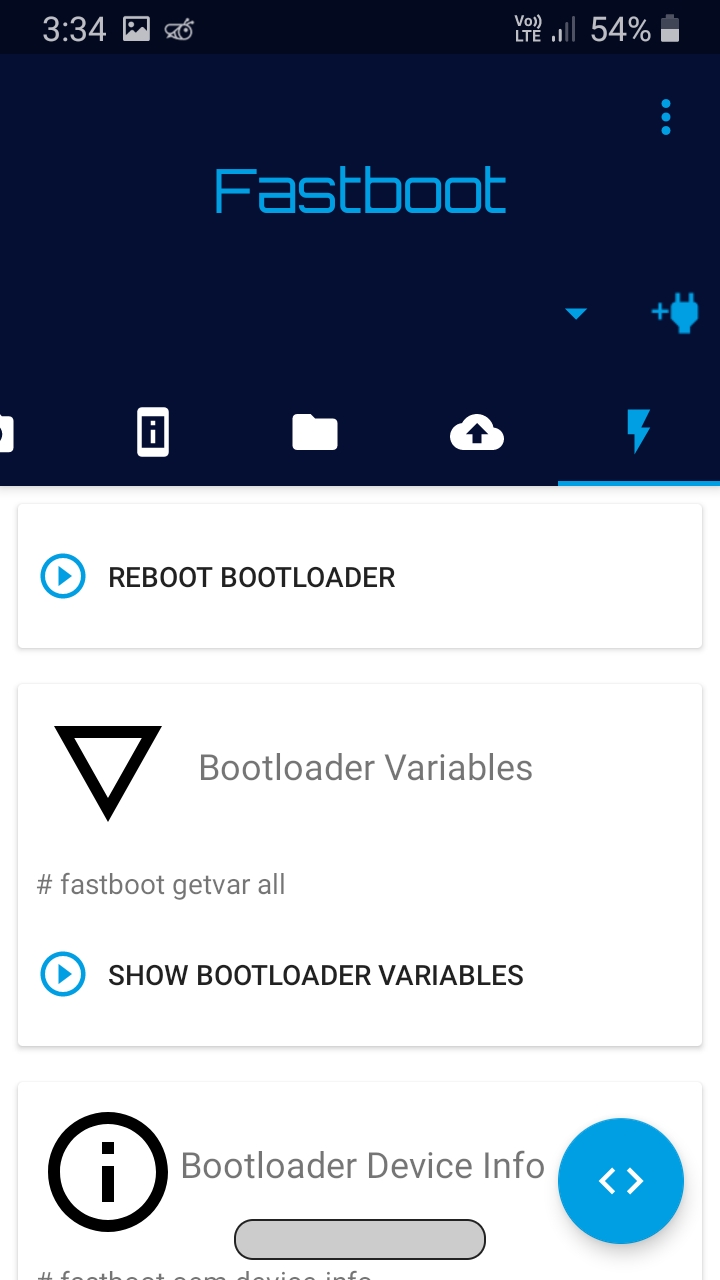 3:34 Vo)) LTE 54%
Fastboot
REBOOT BOOTLOADER
Bootloader Variables
# fastboot getvar all
SHOW BOOTLOADER VARIABLES
Bootloader Device Info
# fastboot oem device-info